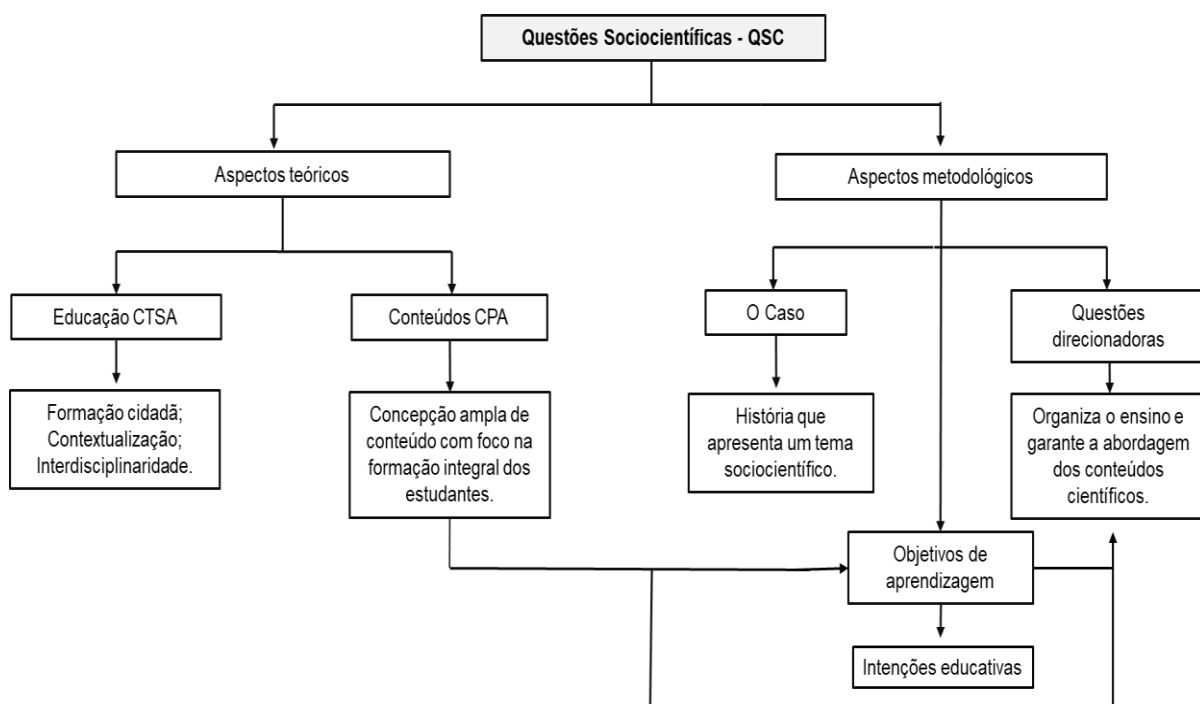 Questões Sociocientíficas - QSC
Aspectos teóricos
Aspectos metodológicos
Educação CTSA
Conteúdos CPA
O Caso
Questões
direcionadoras
Formação cidadã;
Contextualização;
Interdisciplinaridade.
Concepção ampla de
conteúdo com foco na
formação integral dos
estudantes.
História que
apresenta um tema
sociocientífico.
Organiza o ensino e
garante a abordagem
dos conteúdos
científicos.
Objetivos de
aprendizagem
Intenções educativas